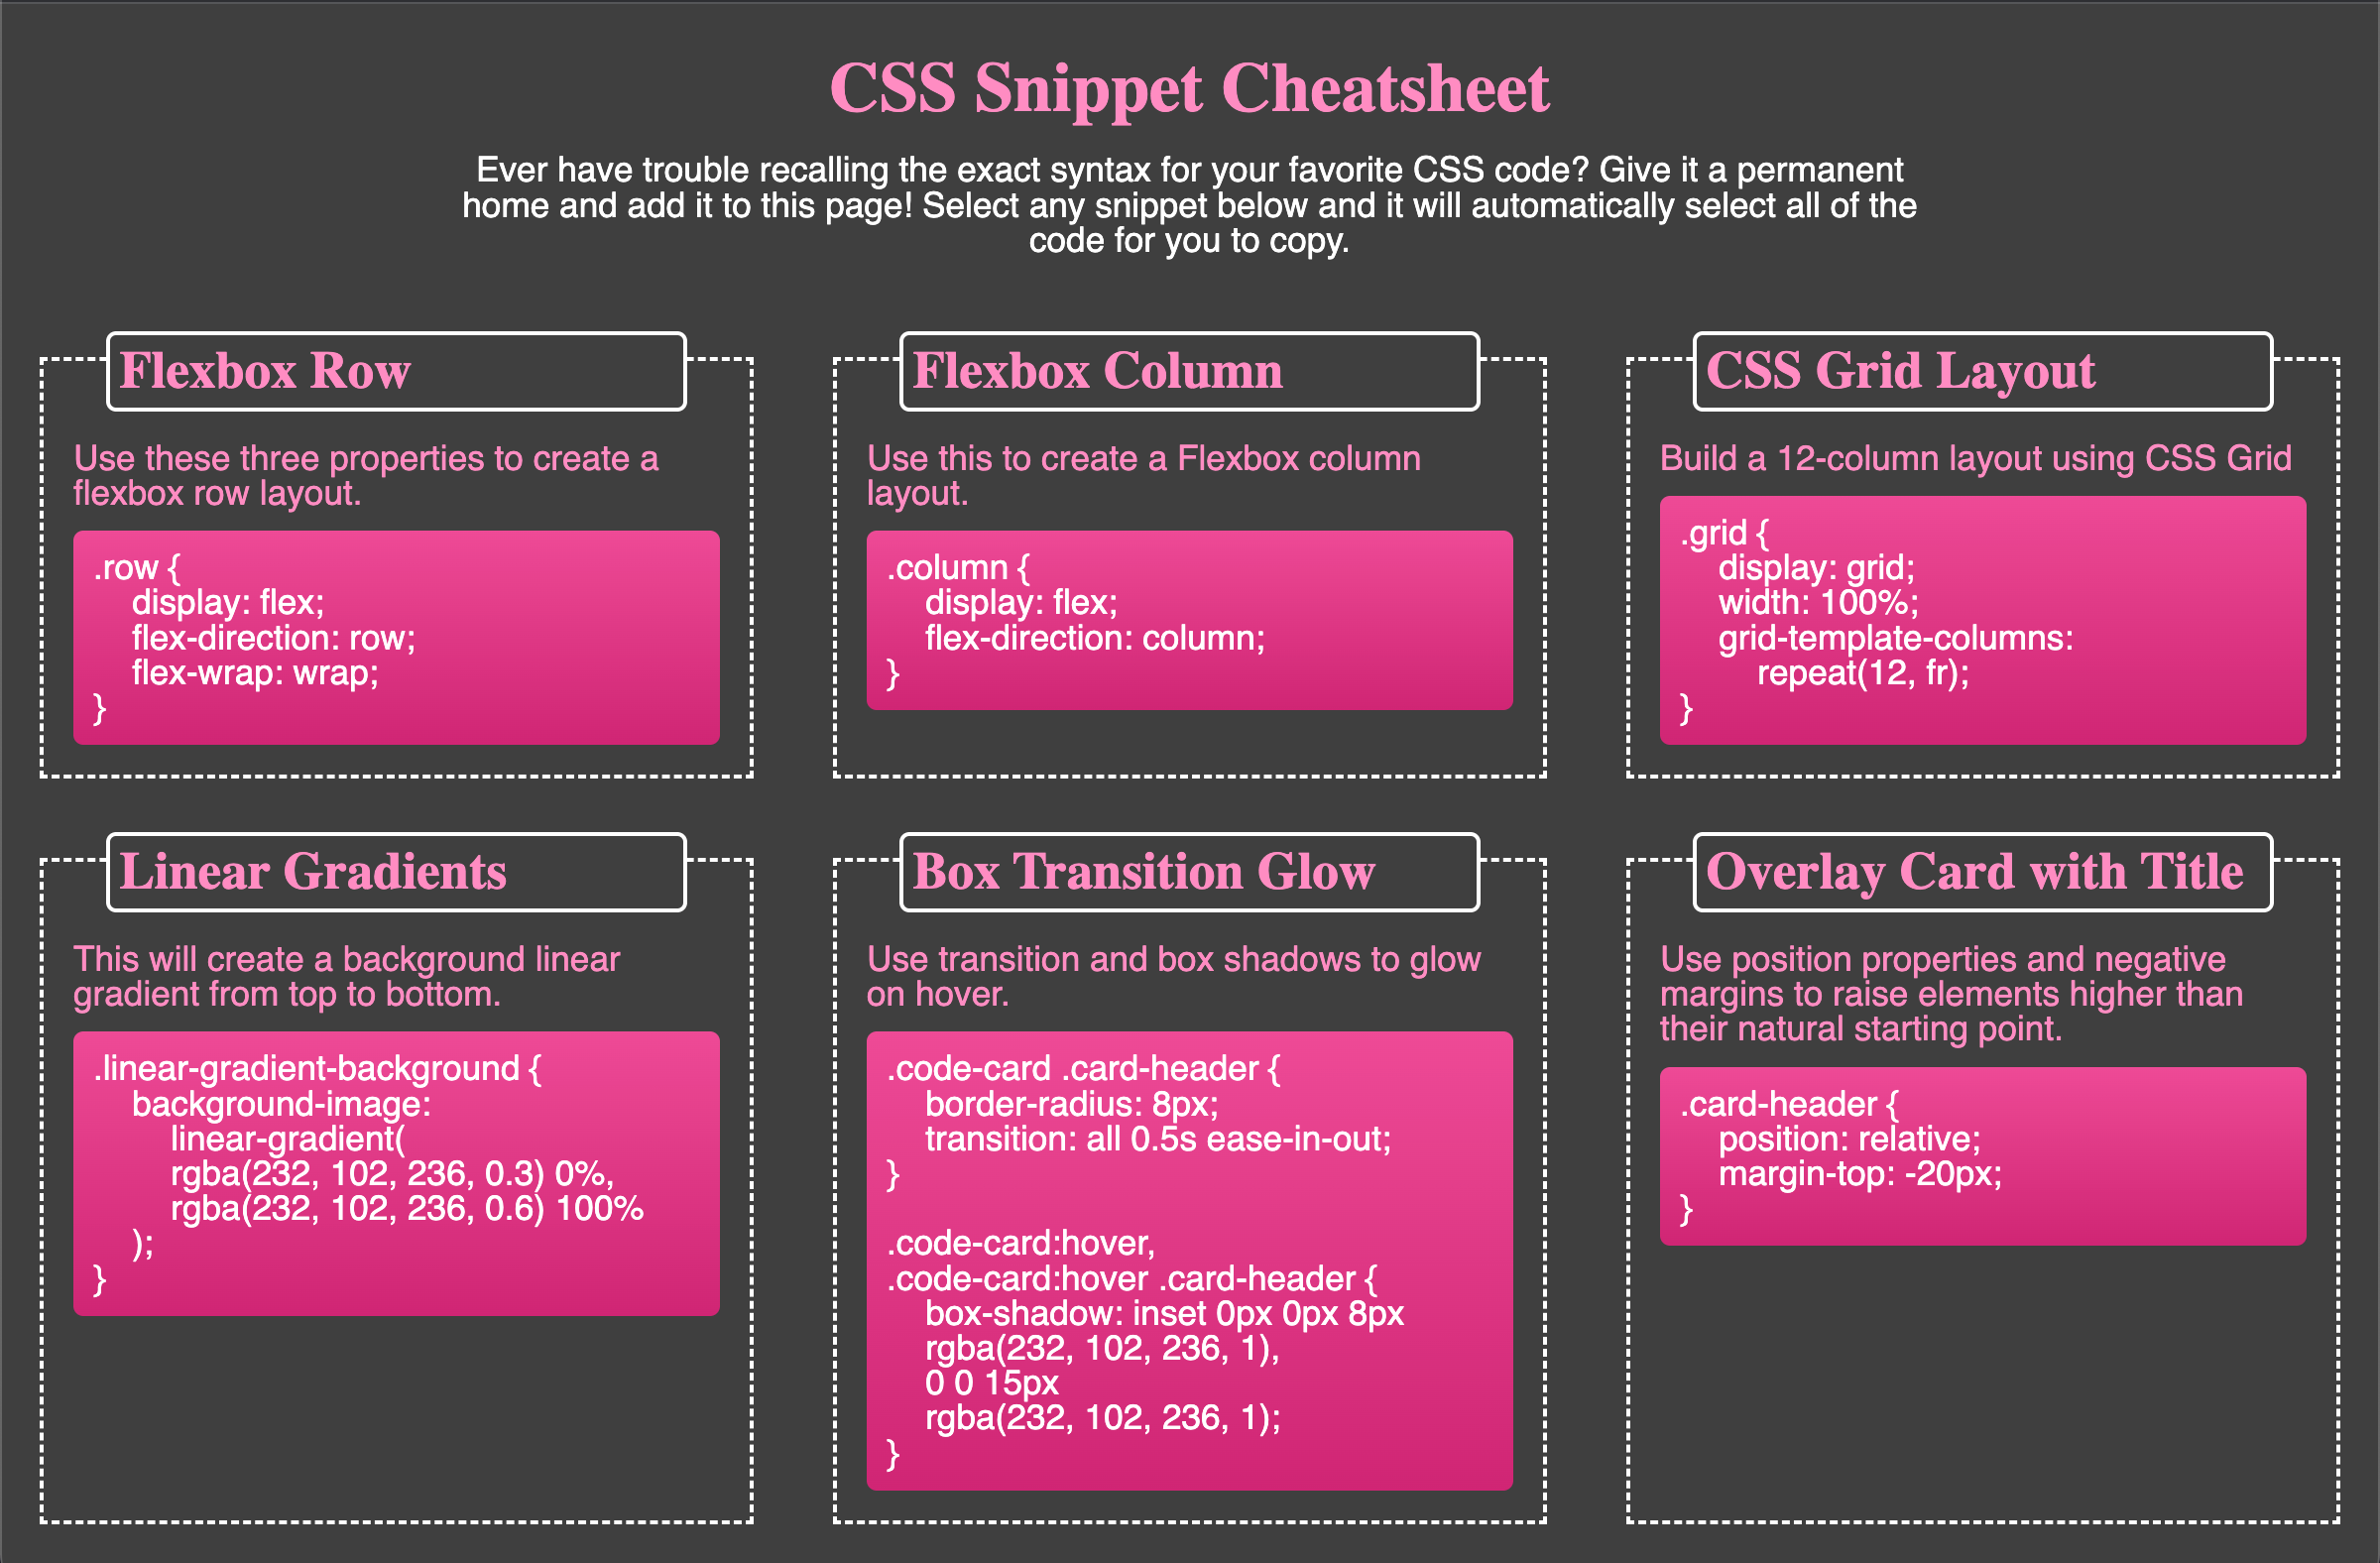 CSS Snippet Cheatsheet
Ever have trouble recalling the exact syntax for your favorite CSS code? Give it a permanent
home and add it to this page! Select any snippet below and it will automatically select all of the
code for you to copy.
Flexbox Row
Use these three properties to create a
flexbox row layout.
.row {
display: flex;
flex-direction: row;
flex-wrap: wrap;
}
Flexbox Column
Use this to create a Flexbox column
layout.
.column {
display: flex;
flex-direction: column;
}
CSS Grid Layout
Build a 12-column layout using CSS Grid
.grid {
display: grid;
width: 100%;
grid-template-columns:
repeat(12, fr);
}
Linear Gradients
This will create a background linear
gradient from top to bottom.
.linear-gradient-background {
background-image:
linear-gradient(
rgba(232, 102, 236, 0.3) 0%,
rgba(232, 102, 236, 0.6) 100%
);
}
Box Transition Glow
Use transition and box shadows to glow
on hover.
.code-card .card-header {
border-radius: 8px;
transition: all 0.5s ease-in-out;
}
.code-card:hover,
.code-card:hover .card-header {
box-shadow: inset 0px 0px 8px
rgba(232, 102, 236, 1),
0 0 15px
rgba(232, 102, 236, 1);
}
Overlay Card with Title
Use position properties and negative
margins to raise elements higher than
their natural starting point.
.card-header {
position: relative;
margin-top: -20px;
}